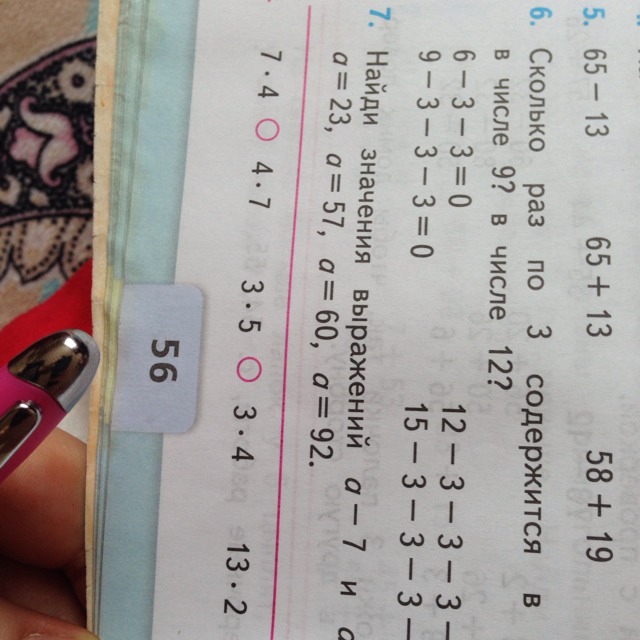 5. 65 − 13 65 + 13 58 + 19
6. Сколько раз по 3 содержится в
в числе 9? в числе 12?
6 − 3 − 3 = 0 12 − 3 − 3 − 3 −
9 − 3 − 3 − 3 = 0 15 − 3 − 3 − 3 −
7. Найди значения выражений a − 7 и
a = 23, a = 57, a = 60, a = 92.
7 · 4 ○ 4 · 7 3 · 5 ○ 3 · 4 13 · 2
56